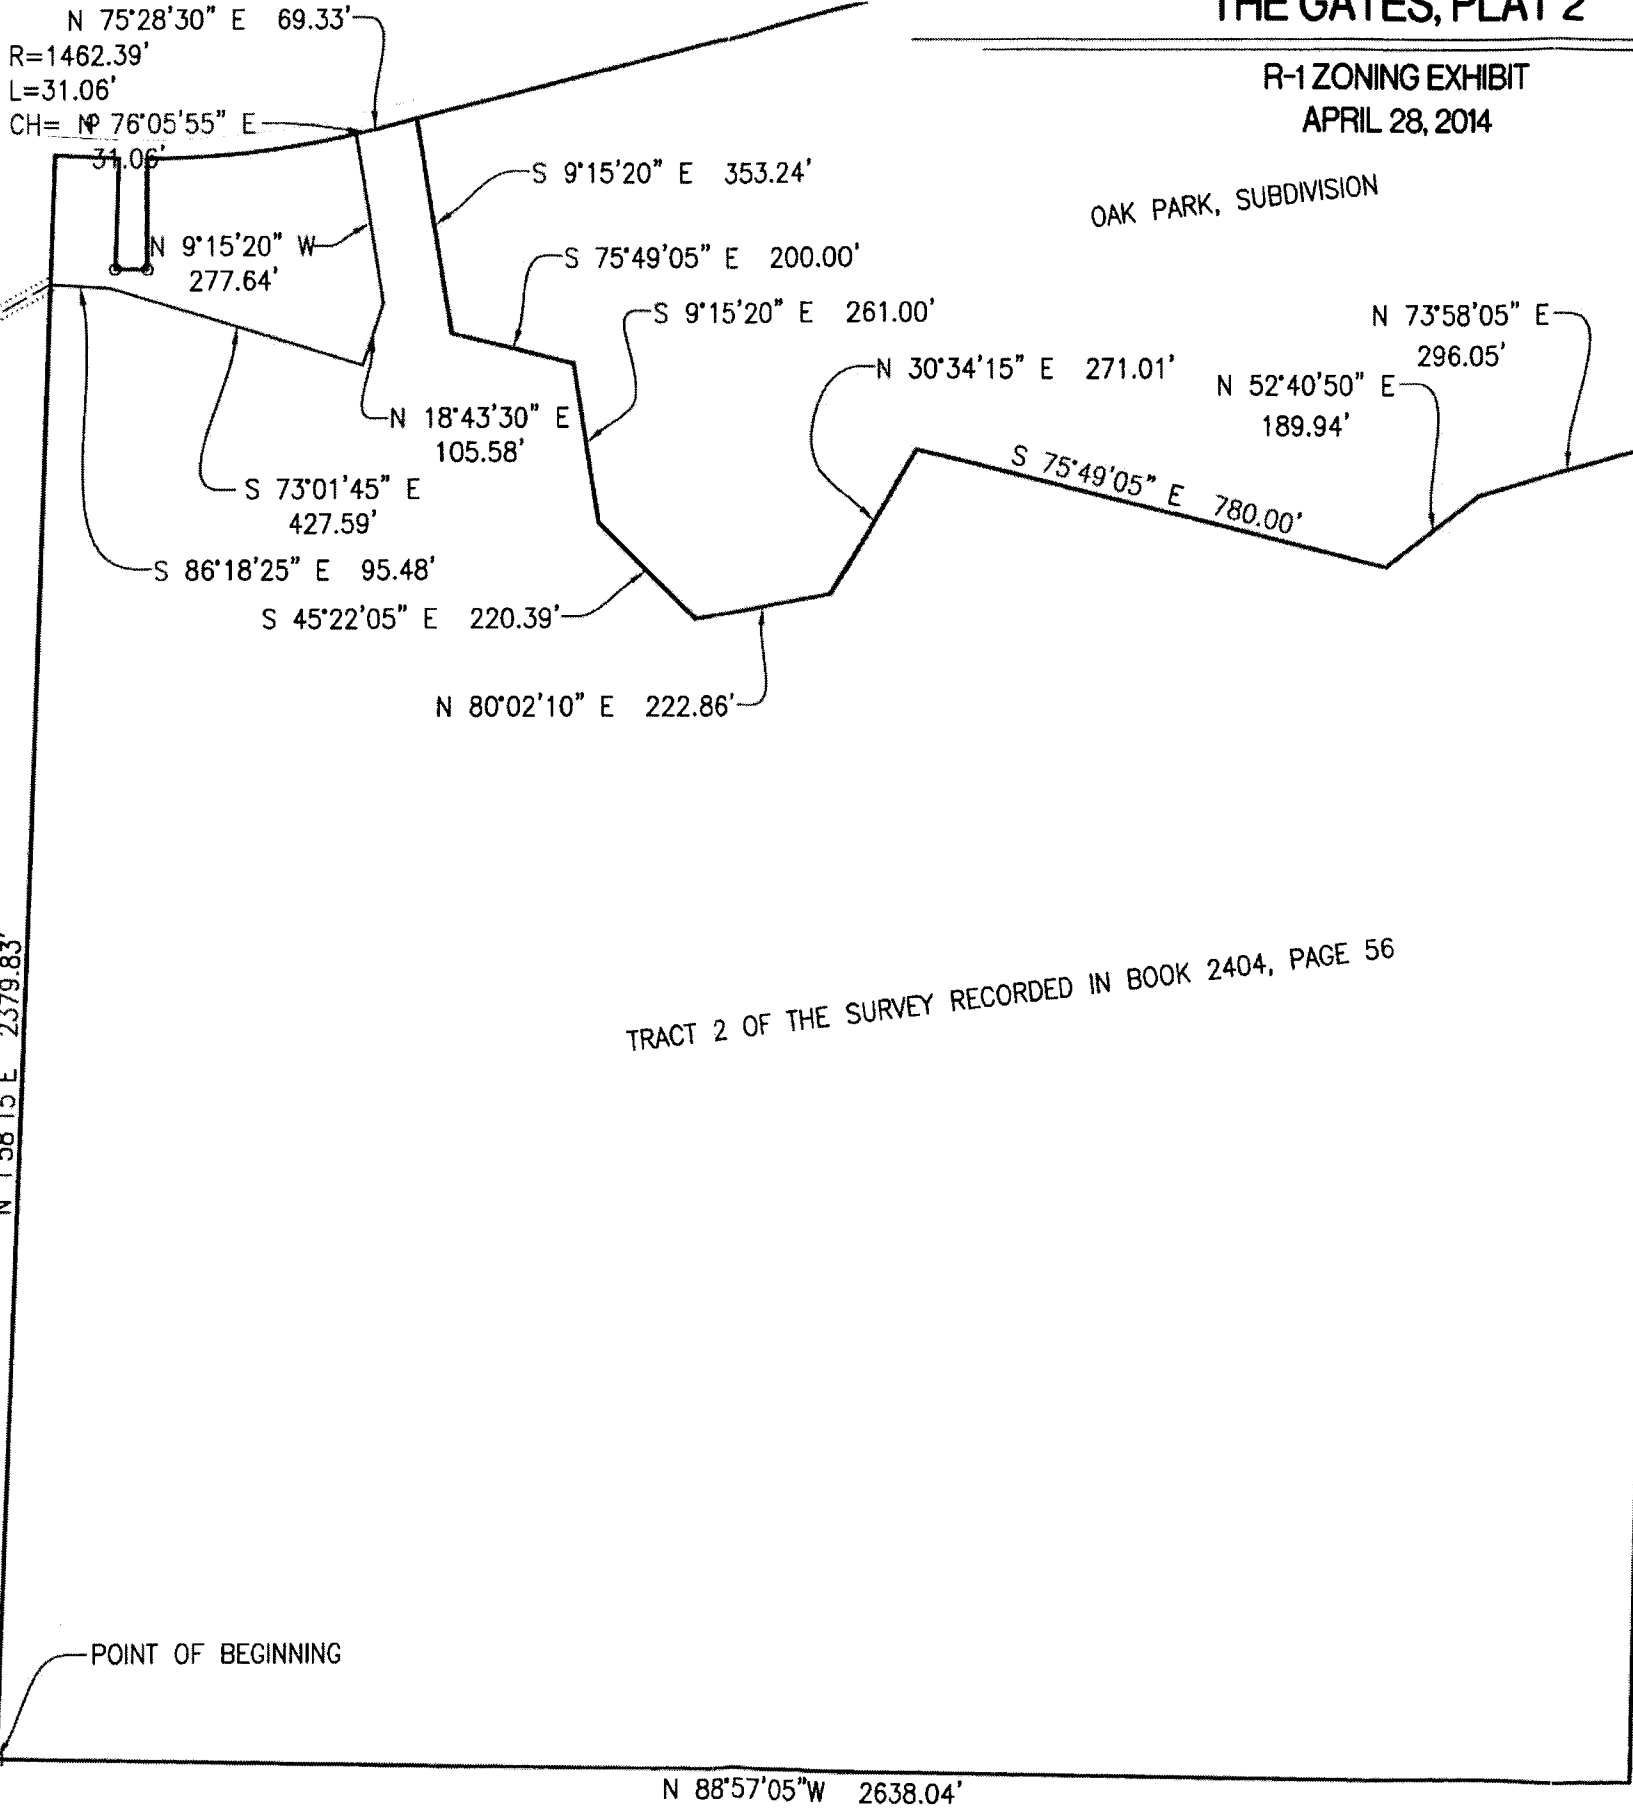 THE GATES, PLAT 2
R-1 ZONING EXHIBIT
APRIL 28, 2014
N 75°28'30" E 69.33'
R=1462.39'
L=31.06'
CH= N 76°05'55" E
31.06'
S 9°15'20" E 353.24'
OAK PARK, SUBDIVISION
N 9°15'20" W
277.64'
S 75°49'05" E 200.00'
S 9°15'20" E 261.00'
N 73°58'05" E
296.05'
N 30°34'15" E 271.01'
N 52°40'50" E
189.94'
N 18°43'30" E
105.58'
S 75°49'05" E 780.00'
S 73°01'45" E
427.59'
S 86°18'25" E 95.48'
S 45°22'05" E 220.39'
N 80°02'10" E 222.86'
N 1°58'15" E 2379.83'
TRACT 2 OF THE SURVEY RECORDED IN BOOK 2404, PAGE 56
POINT OF BEGINNING
N 88°57'05"W 2638.04'